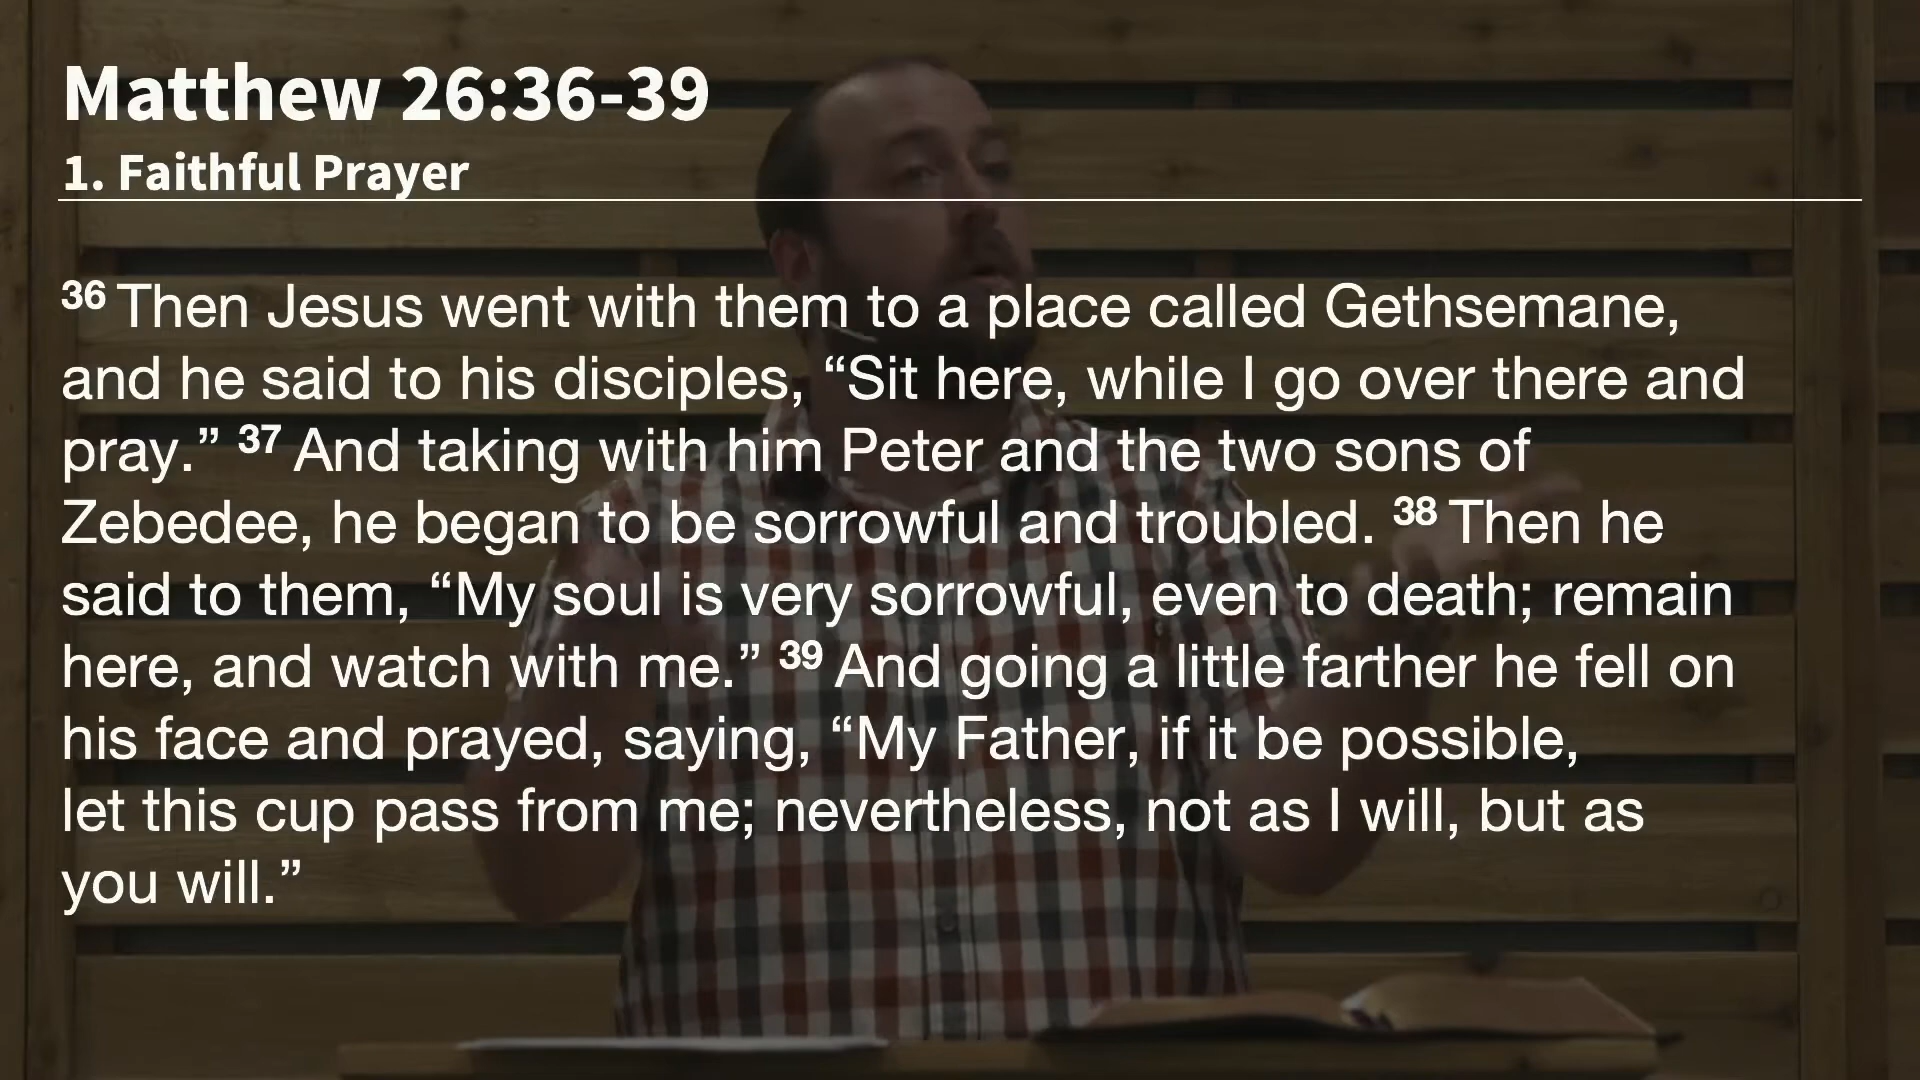 Matthew 26:36-39
1. Faithful Prayer
36 Then Jesus went with them to a place called Gethsemane,
and he said to his disciples, “Sit here, while I go over there and
pray.” 37 And taking with him Peter and the two sons of
Zebedee, he began to be sorrowful and troubled. 38 Then he
said to them, “My soul is very sorrowful, even to death; remain
here, and watch with me.” 39 And going a little farther he fell on
his face and prayed, saying, “My Father, if it be possible,
let this cup pass from me; nevertheless, not as I will, but as
you will.”